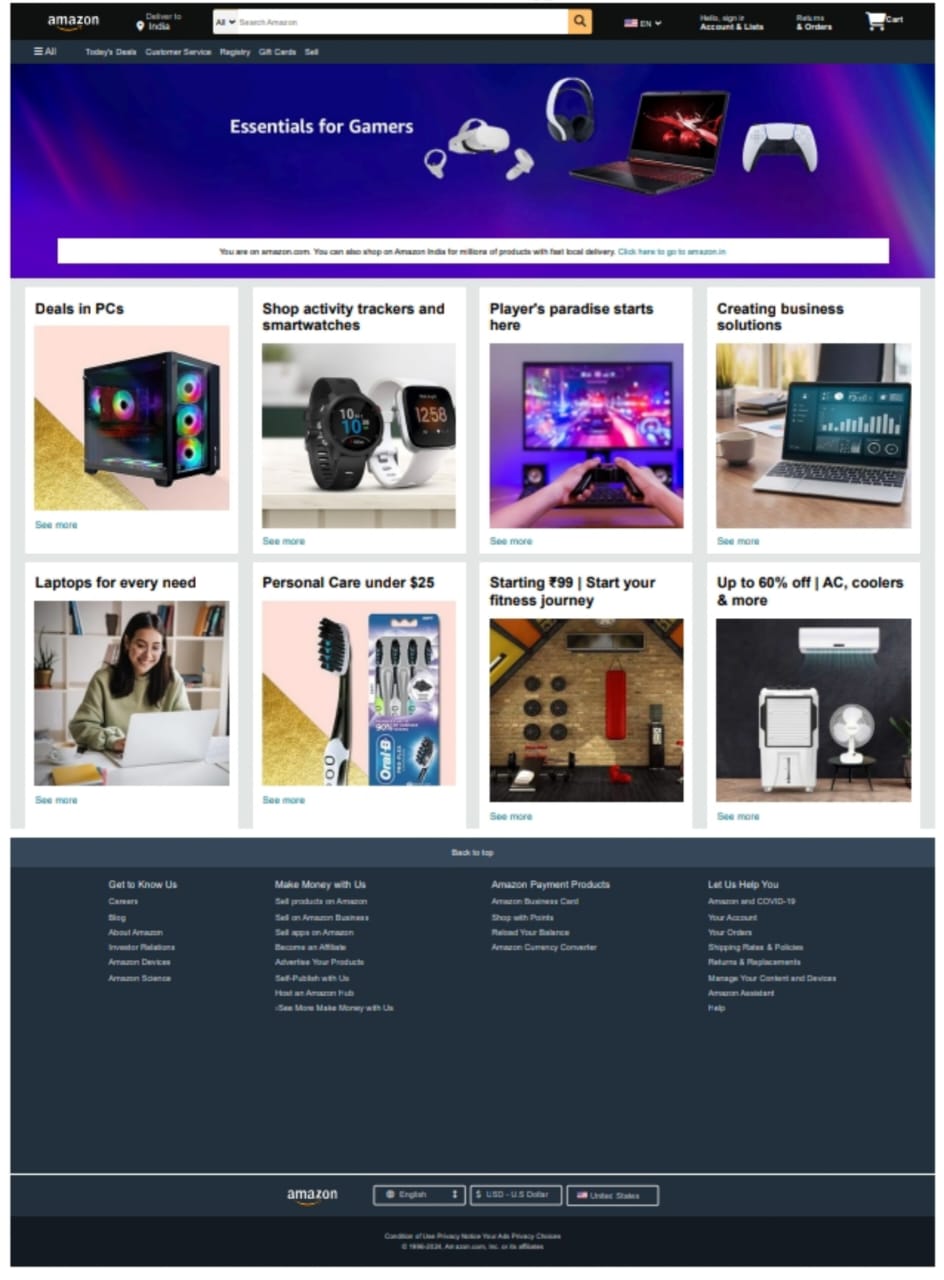 amazon
Deliver to
India
All
Search Amazon
EN
Hello, sign in
Account & Lists
Returns
& Orders
Cart
All
Today's Deals
Customer Service
Registry
Gift Cards
Sell
Essentials for Gamers
You are on amazon.com. You can also shop on Amazon India for millions of products with fast local delivery. Click here to go to amazon.in
Deals in PCs
See more
Shop activity trackers and
smartwatches
See more
Player's paradise starts
here
See more
Creating business
solutions
See more
Laptops for every need
See more
Personal Care under $25
90%
Oral-B
See more
Starting ₹99 | Start your
fitness journey
See more
Up to 60% off | AC, coolers
& more
See more
Back to top
Get to Know Us
Careers
Blog
About Amazon
Investor Relations
Amazon Devices
Amazon Science
Make Money with Us
Sell products on Amazon
Sell on Amazon Business
Sell apps on Amazon
Become an Affiliate
Advertise Your Products
Self-Publish with Us
Host an Amazon Hub
›See More Make Money with Us
Amazon Payment Products
Amazon Business Card
Shop with Points
Reload Your Balance
Amazon Currency Converter
Let Us Help You
Amazon and COVID-19
Your Account
Your Orders
Shipping Rates & Policies
Returns & Replacements
Manage Your Content and Devices
Amazon Assistant
Help
amazon
English
$ USD - U.S Dollar
United States
Condition of Use Privacy Notice Your Ads Privacy Choices
© 1996-2024, Amazon.com, Inc. or its affiliates